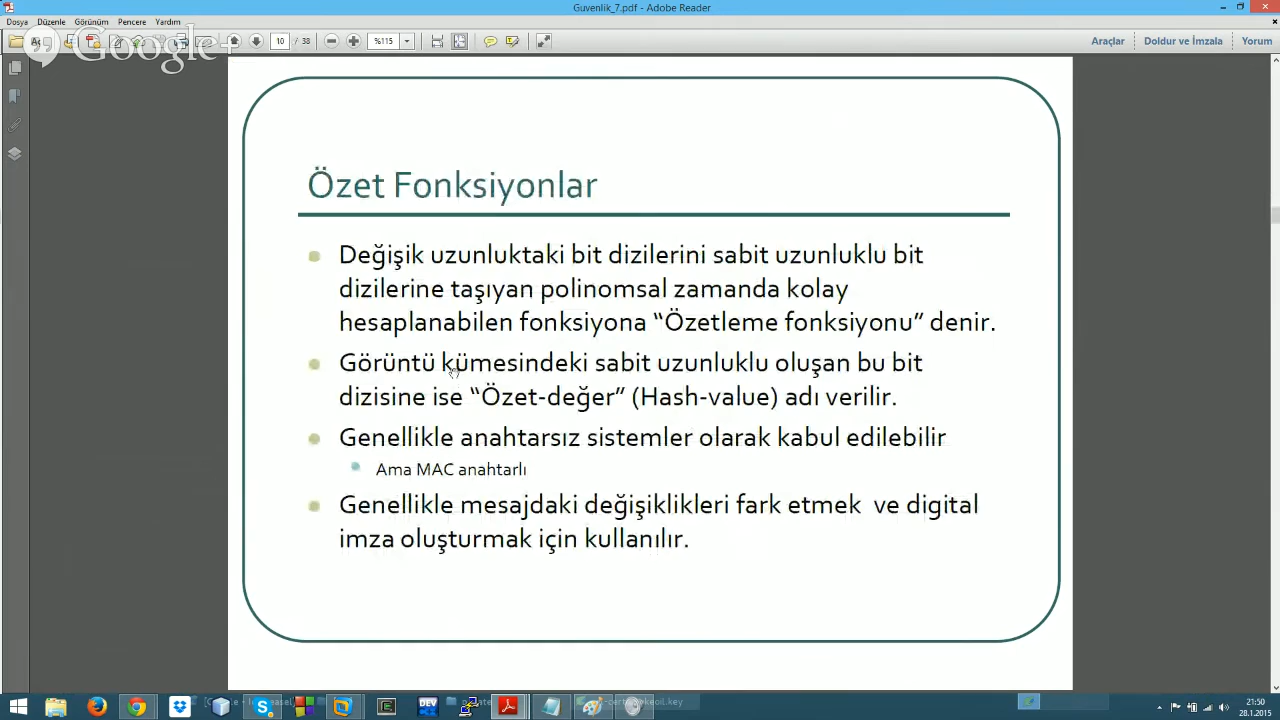 Guvenlik_7.pdf - Adobe Reader
Dosya Düzenle Görünüm Pencere Yardım
Google+
10 / 38 %115
Araçlar Doldur ve İmzala Yorum
Özet Fonksiyonlar
Değişik uzunluktaki bit dizilerini sabit uzunluklu bit
dizilerine taşıyan polinomsal zamanda kolay
hesaplanabilen fonksiyona “Özetleme fonksiyonu” denir.
Görüntü kümesindeki sabit uzunluklu oluşan bu bit
dizisine ise “Özet-değer” (Hash-value) adı verilir.
Genellikle anahtarsız sistemler olarak kabul edilebilir
Ama MAC anahtarlı
Genellikle mesajdaki değişiklikleri fark etmek ve digital
imza oluşturmak için kullanılır.
DEV
21:50
28.1.2015